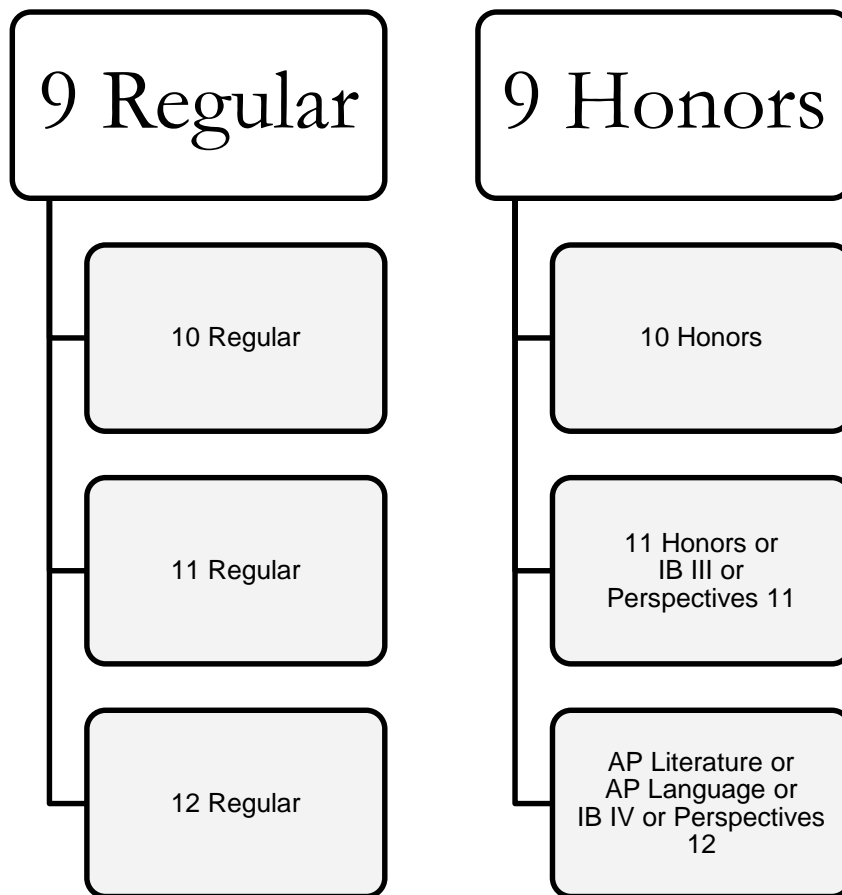 9 Regular
10 Regular
11 Regular
12 Regular
9 Honors
10 Honors
11 Honors or
IB III or
Perspectives 11
AP Literature or
AP Language or
IB IV or Perspectives
12